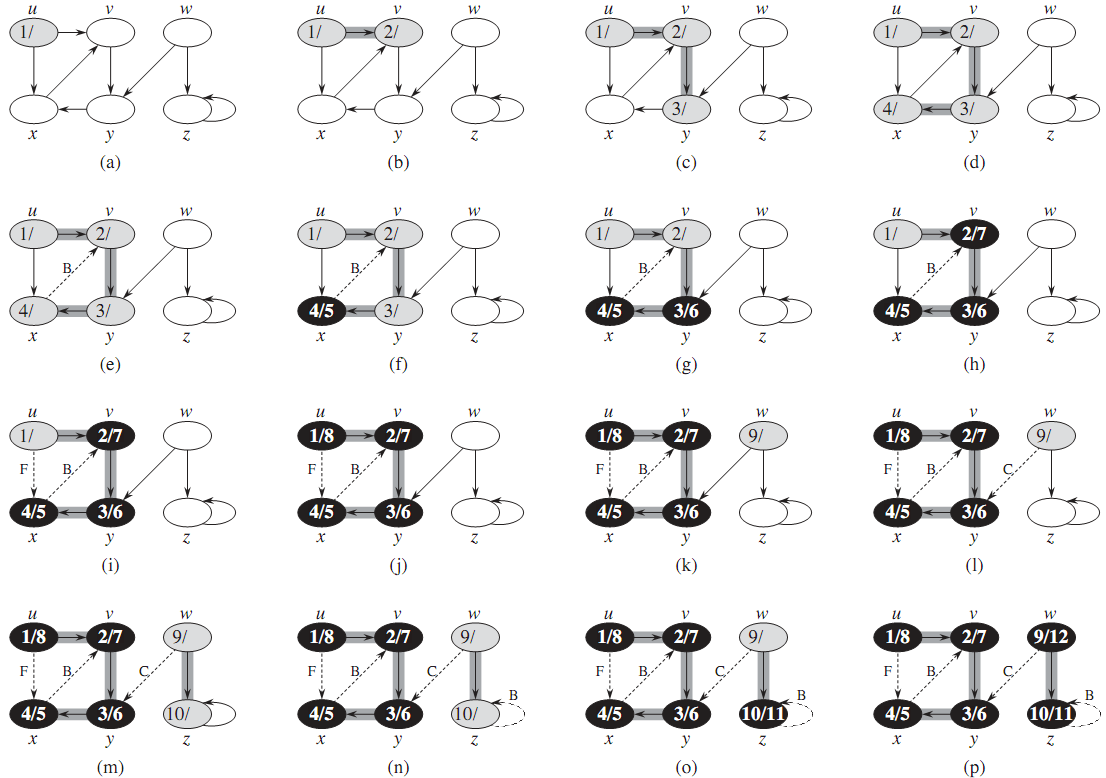 u v w u v w u v w u v w
1/ 1/ 2/ 1/ 2/ 1/ 2/
3/ 4/ 3/
x y z x y z x y z x y z
(a) (b) (c) (d)
u v w u v w u v w u v w
1/ 2/ 1/ 2/ 1/ 2/ 1/ 2/7
B B B B
4/ 3/ 4/5 3/ 4/5 3/6 4/5 3/6
x y z x y z x y z x y z
(e) (f) (g) (h)
u v w u v w u v w u v w
1/ 2/7 1/8 2/7 1/8 2/7 9/ 1/8 2/7 9/
F B F B F B F B C
4/5 3/6 4/5 3/6 4/5 3/6 4/5 3/6
x y z x y z x y z x y z
(i) (j) (k) (l)
u v w u v w u v w u v w
1/8 2/7 9/ 1/8 2/7 9/ 1/8 2/7 9/ 1/8 2/7 9/12
F B C F B C B F B C B F B C B
4/5 3/6 10/ 4/5 3/6 10/ 4/5 3/6 10/11 4/5 3/6 10/11
x y z x y z x y z x y z
(m) (n) (o) (p)